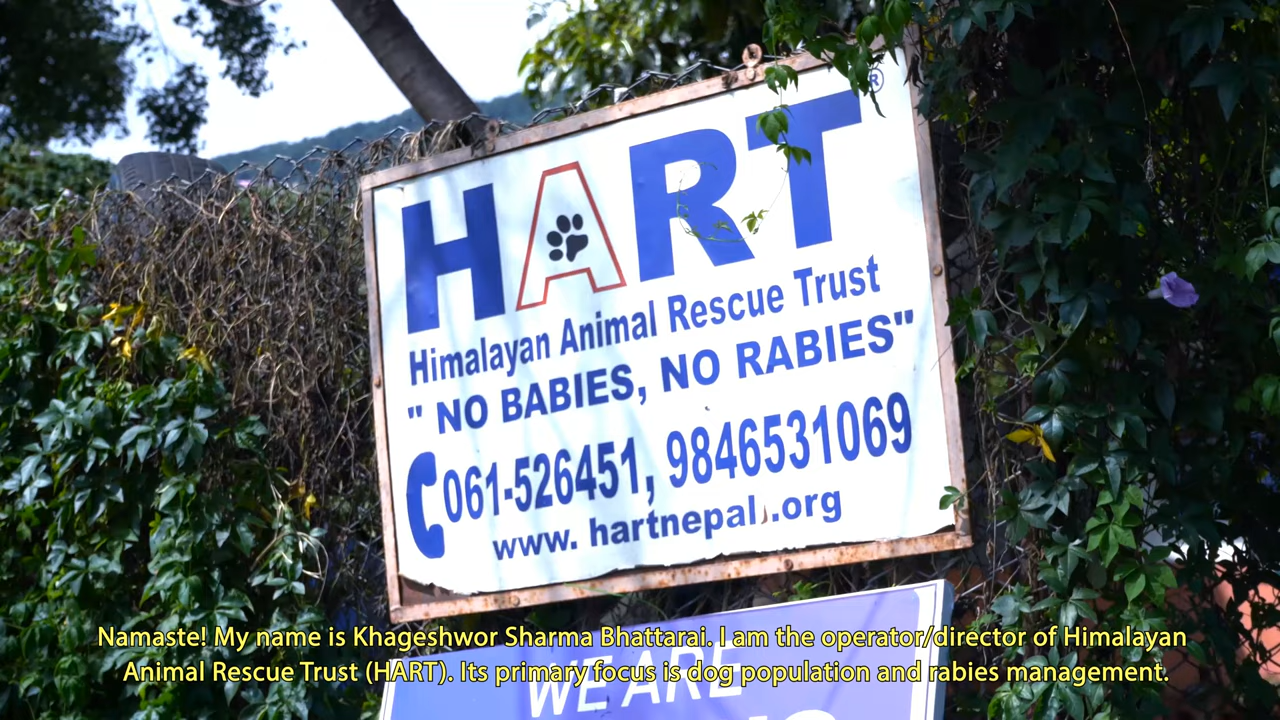 HART®
Himalayan Animal Rescue Trust
" NO BABIES, NO RABIES"
061-526451, 9846531069
www. hartnepal.org
WE ARE
Namaste! My name is Khageshwor Sharma Bhattarai. I am the operator/director of Himalayan
Animal Rescue Trust (HART). Its primary focus is dog population and rabies management.